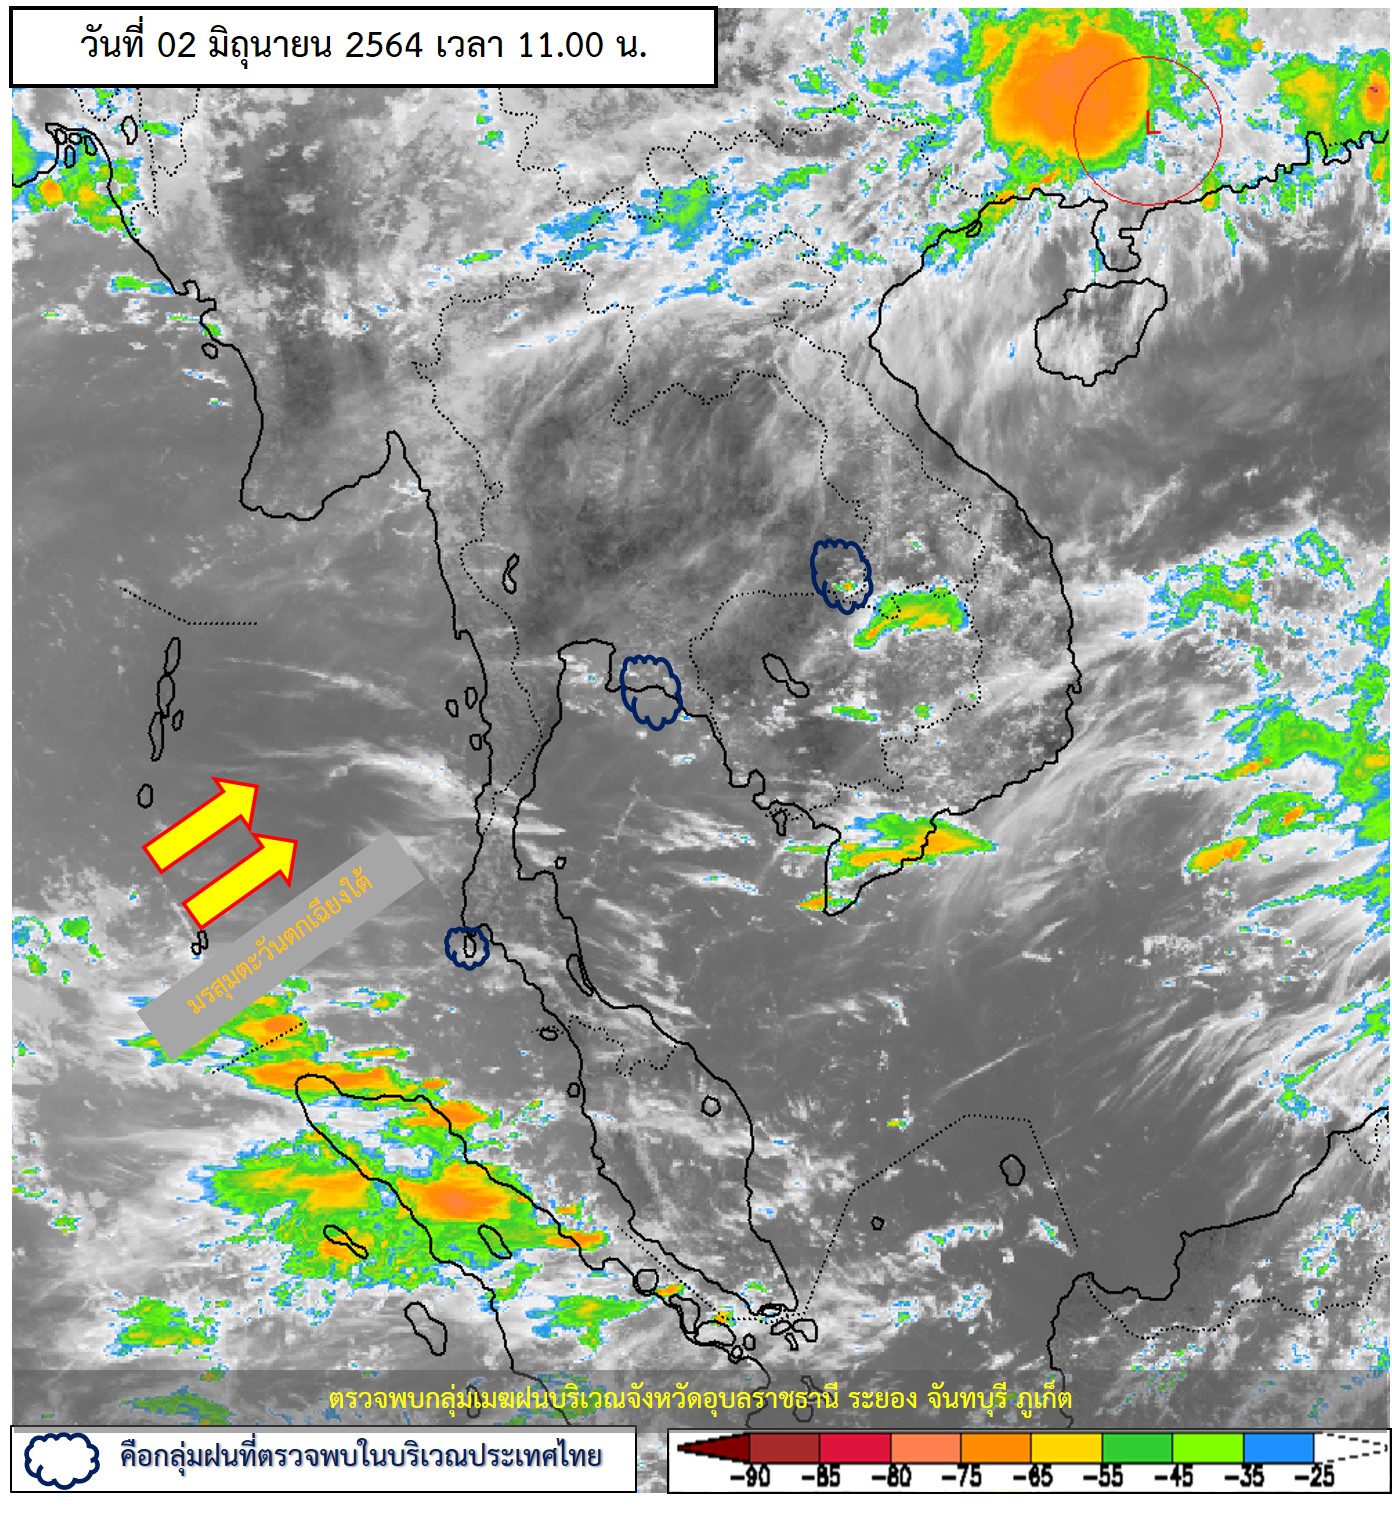 วันที่ 02 มิถุนายน 2564 เวลา 11.00 น.
L
มรสุมตะวันตกเฉียงใต้
ตรวจพบกลุ่มเมฆฝนบริเวณจังหวัดอุบลราชธานี ระยอง จันทบุรี ภูเก็ต
คือกลุ่มฝนที่ตรวจพบในบริเวณประเทศไทย
-90 -85 -80 -75 -65 -55 -45 -35 -25